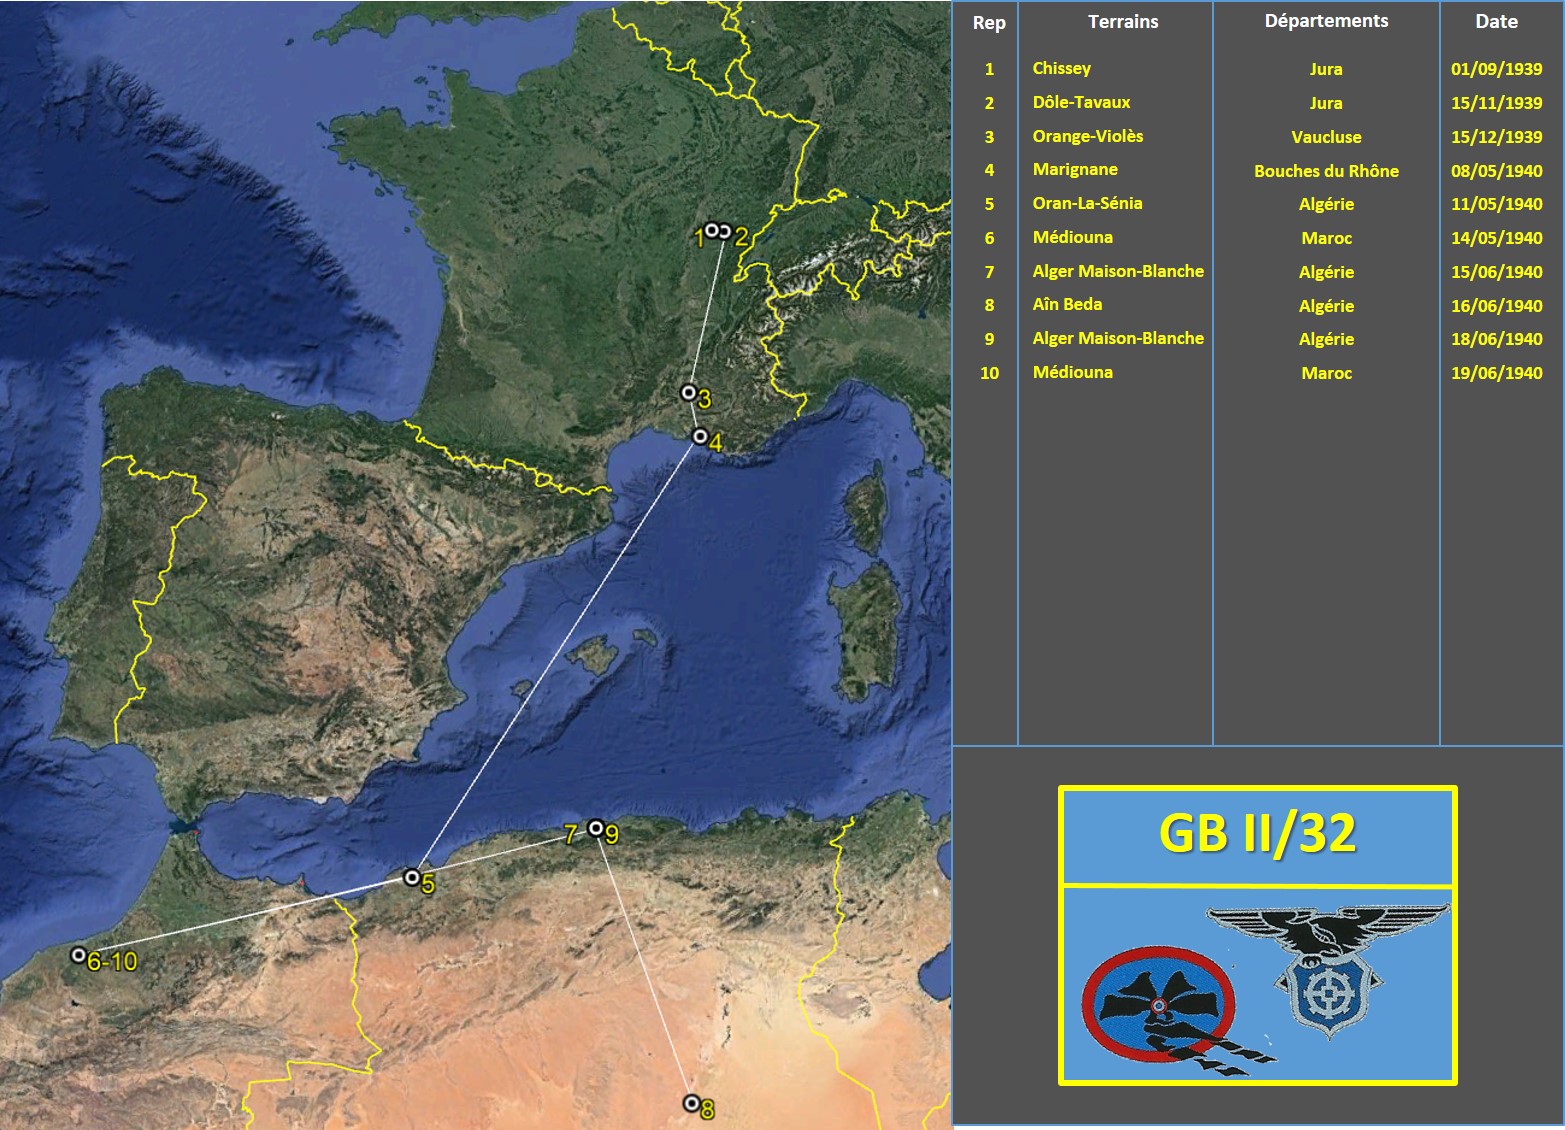 Rep Terrains Départements Date
1 Chissey Jura 01/09/1939
2 Dôle-Tavaux Jura 15/11/1939
3 Orange-Violès Vaucluse 15/12/1939
4 Marignane Bouches du Rhône 08/05/1940
5 Oran-La-Sénia Algérie 11/05/1940
6 Médiouna Maroc 14/05/1940
7 Alger Maison-Blanche Algérie 15/06/1940
8 Aîn Beda Algérie 16/06/1940
9 Alger Maison-Blanche Algérie 18/06/1940
10 Médiouna Maroc 19/06/1940
1 2
3
4
7 9
5
6-10
8
GB II/32